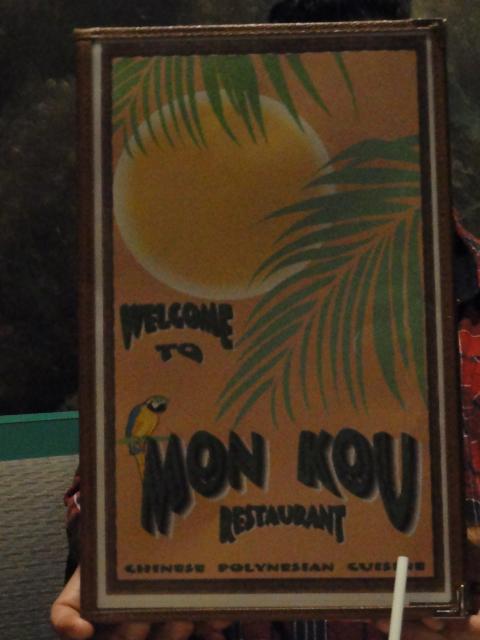 WELCOME
TO
MON KOU
RESTAURANT
CHINESE POLYNESIAN CUISINE